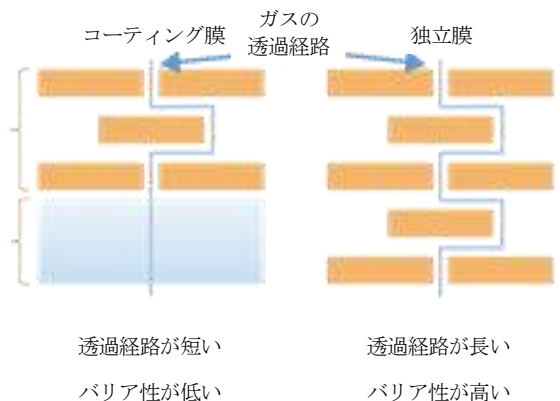 コーティング膜
ガスの
透過経路
独立膜
透過経路が短い
透過経路が長い
バリア性が低い
バリア性が高い